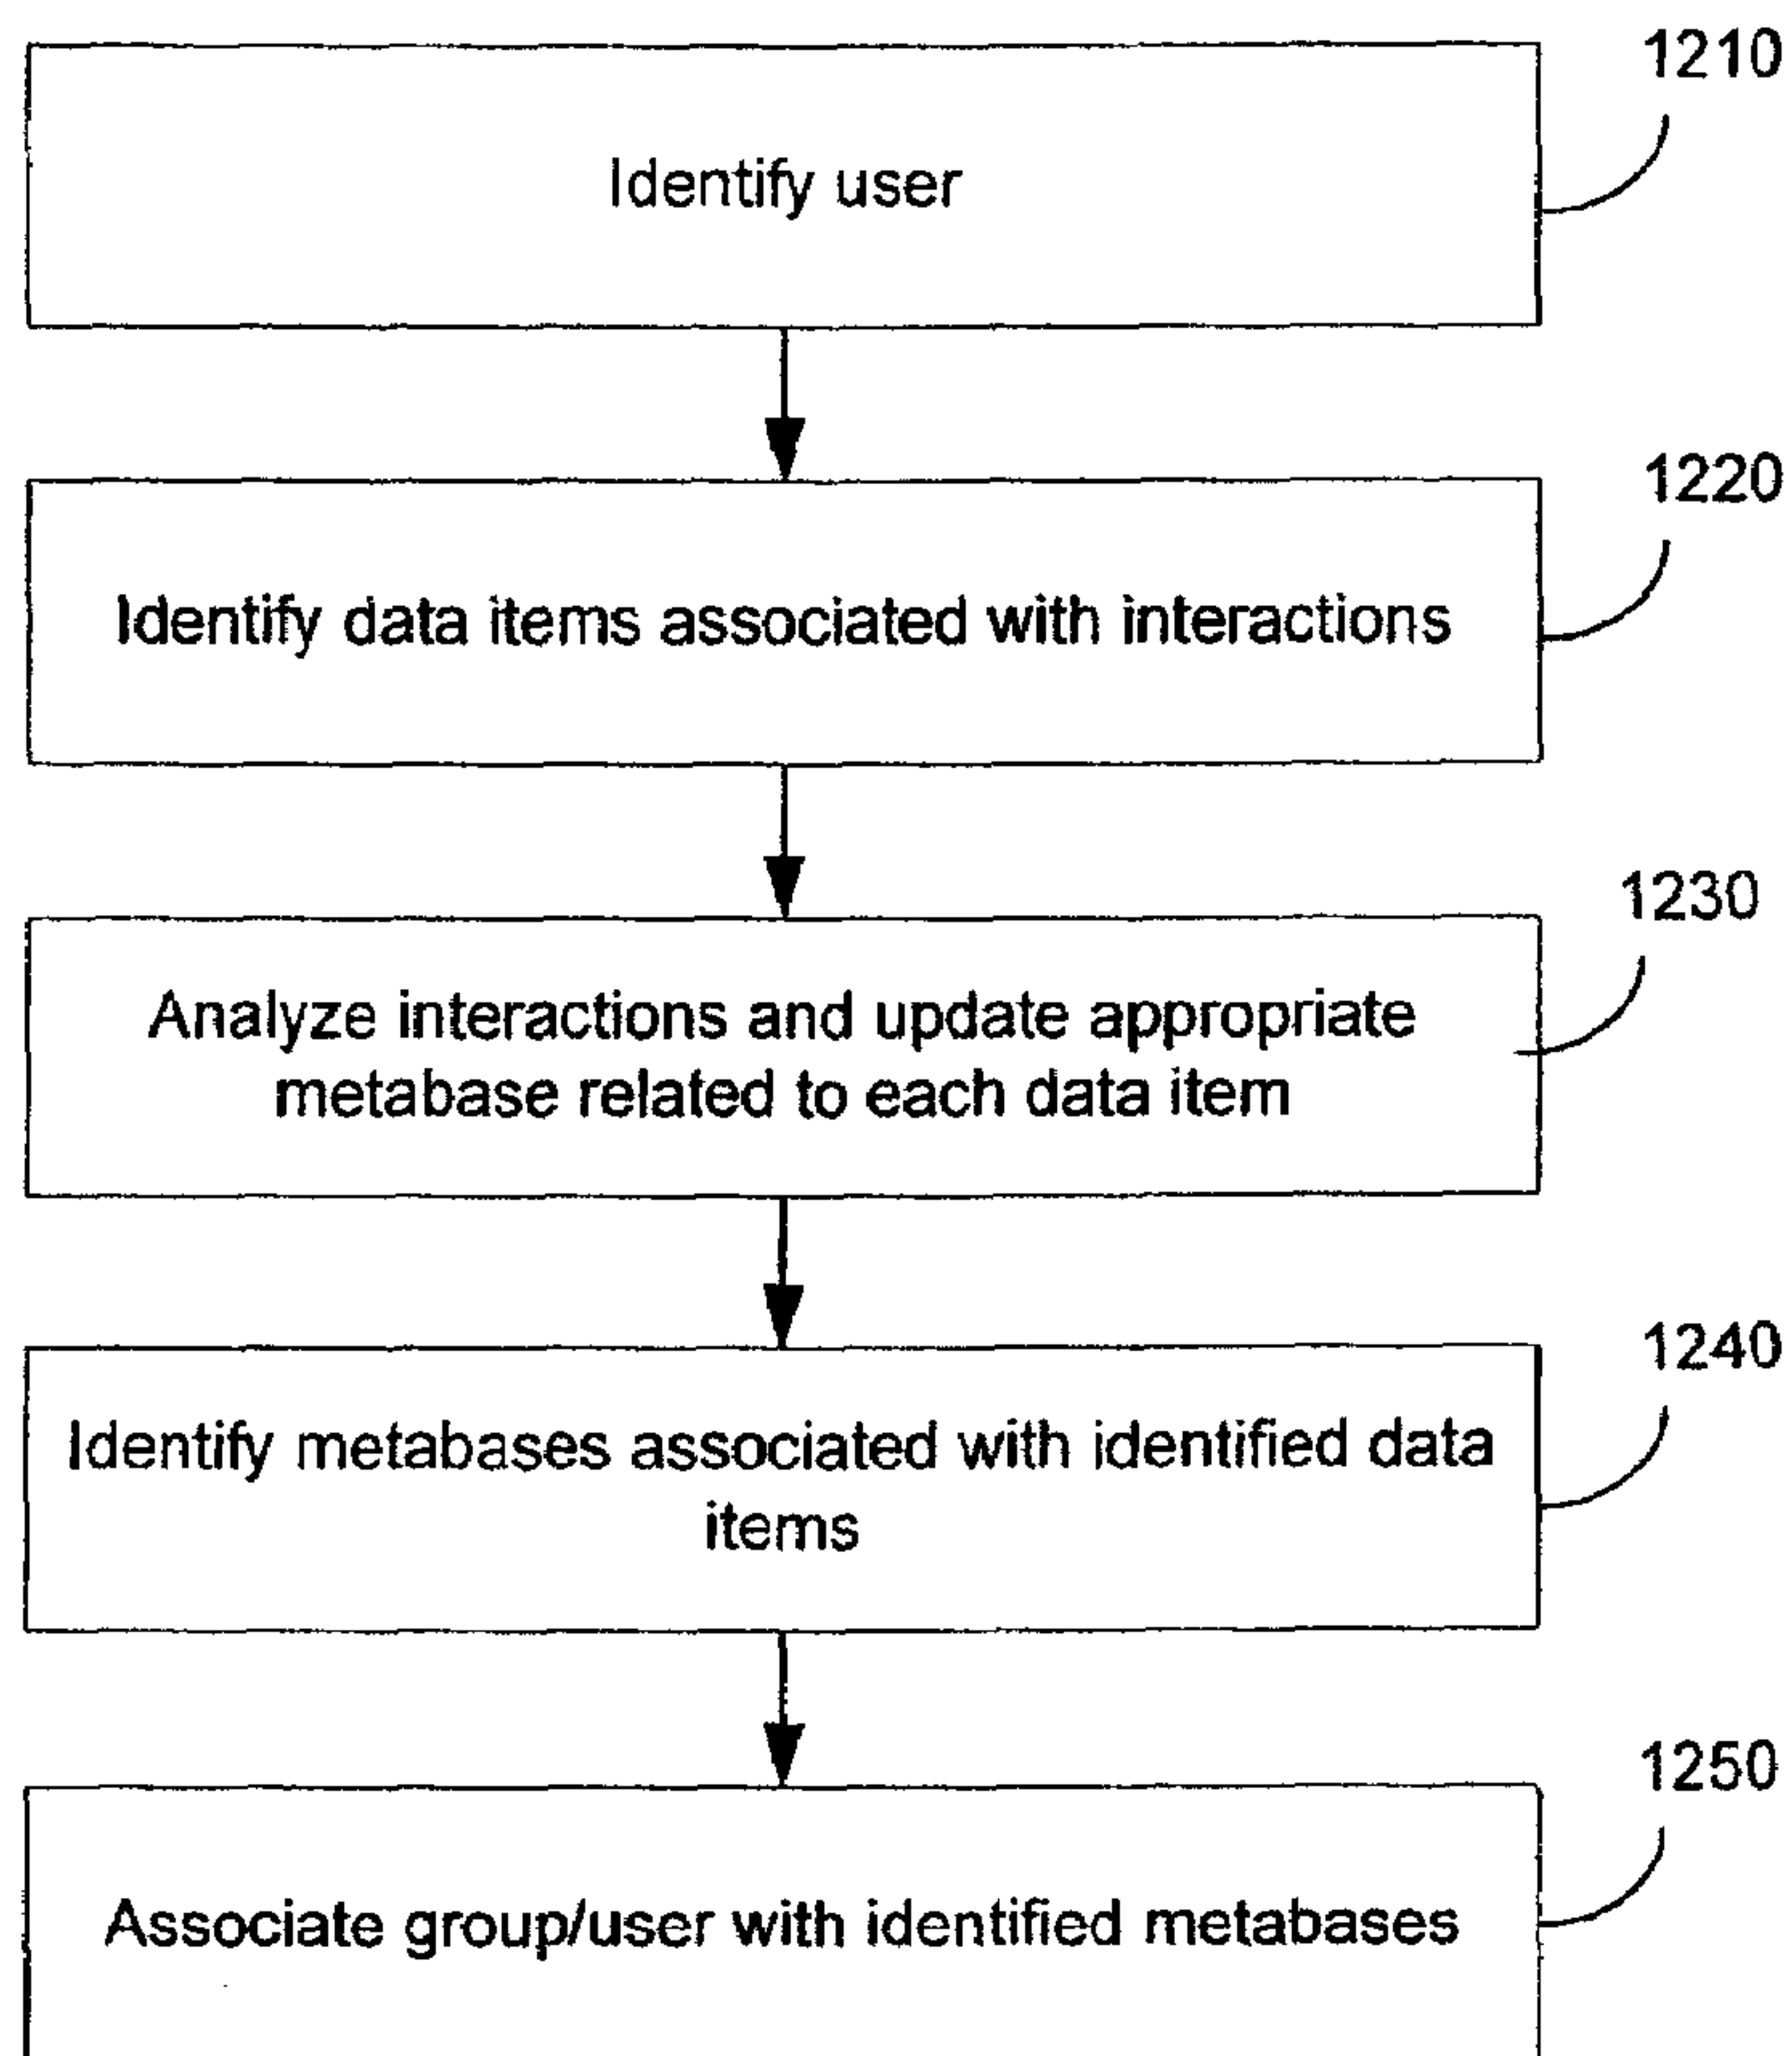 1210
Identify user
1220
Identify data items associated with interactions
1230
Analyze interactions and update appropriate
metabase related to each data item
1240
Identify metabases associated with identified data
items
1250
Associate group/user with identified metabases